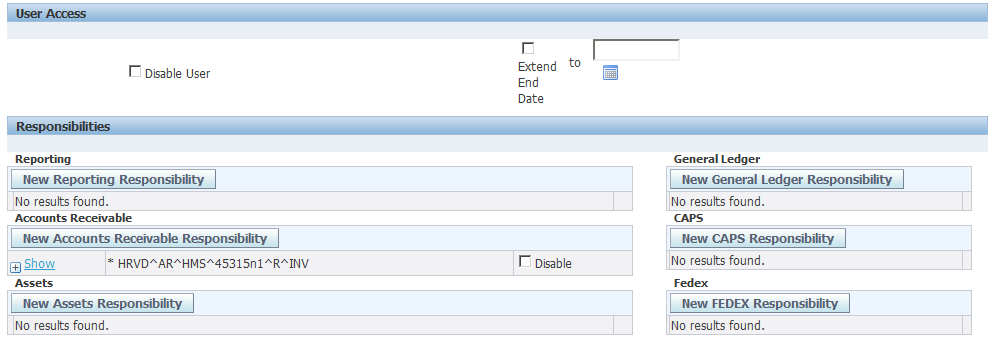 User Access
Disable User
Extend End Date
to
Responsibilities
Reporting
New Reporting Responsibility
No results found.
Accounts Receivable
New Accounts Receivable Responsibility
Show * HRVD^AR^HMS^45315n1^R^INV Disable
Assets
New Assets Responsibility
No results found.
General Ledger
New General Ledger Responsibility
No results found.
CAPS
New CAPS Responsibility
No results found.
Fedex
New FEDEX Responsibility
No results found.